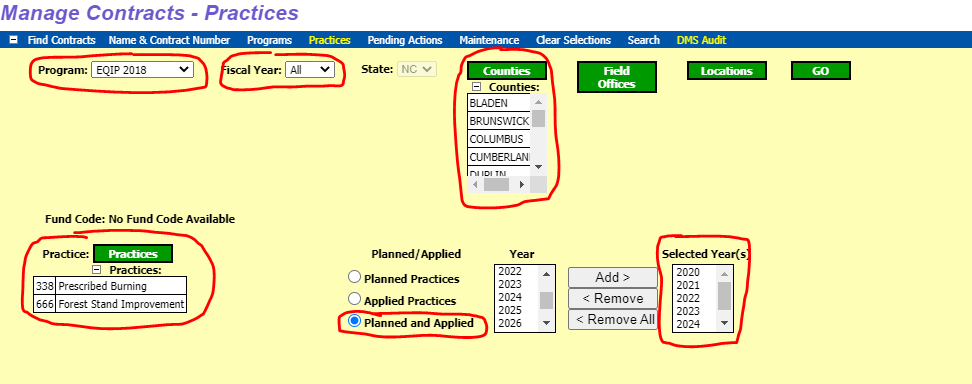 Manage Contracts - Practices
Find Contracts Name & Contract Number Programs Practices Pending Actions Maintenance Clear Selections Search DMS Audit
Program: EQIP 2018 Fiscal Year: All State: NC Counties Field Offices Locations GO
Counties:
BLADEN
BRUNSWICK
COLUMBUS
CUMBERLAN
DUPLIN
Fund Code: No Fund Code Available
Practice: Practices
Practices:
338 Prescribed Burning
666 Forest Stand Improvement
Planned/Applied
Planned Practices
Applied Practices
Planned and Applied
Year
2022
2023
2024
2025
2026
Add >
< Remove
< Remove All
Selected Year(s)
2020
2021
2022
2023
2024